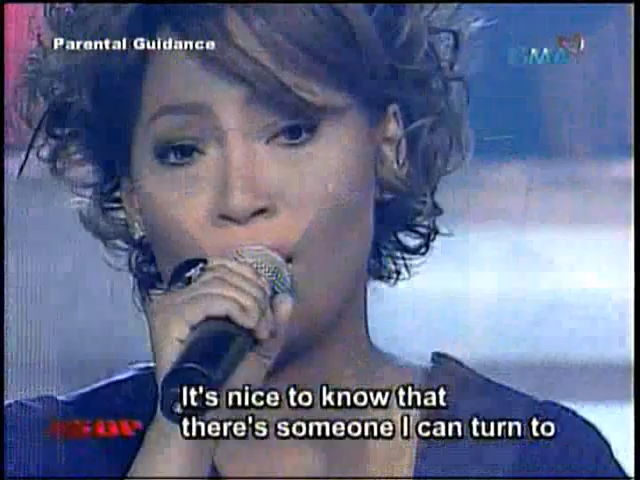 Parental Guidance
GMA
It's nice to know that
there's someone I can turn to